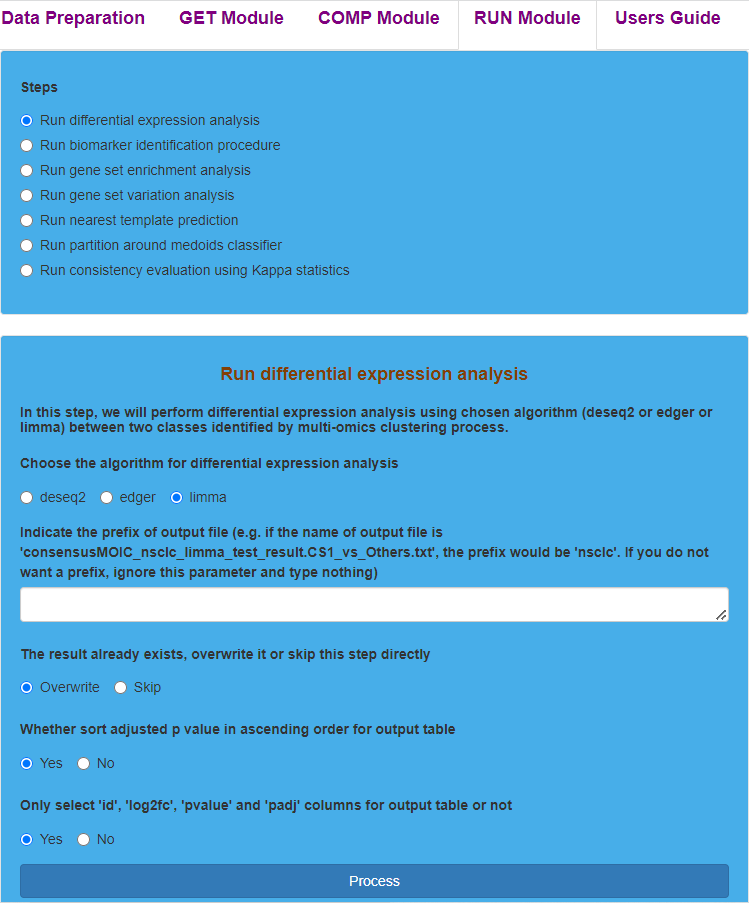 Data Preparation GET Module COMP Module RUN Module Users Guide
Steps
Run differential expression analysis
Run biomarker identification procedure
Run gene set enrichment analysis
Run gene set variation analysis
Run nearest template prediction
Run partition around medoids classifier
Run consistency evaluation using Kappa statistics
Run differential expression analysis
In this step, we will perform differential expression analysis using chosen algorithm (deseq2 or edger or
limma) between two classes identified by multi-omics clustering process.
Choose the algorithm for differential expression analysis
deseq2 edger limma
Indicate the prefix of output file (e.g. if the name of output file is
'consensusMOIC_nsclc_limma_test_result.CS1_vs_Others.txt', the prefix would be 'nsclc'. If you do not
want a prefix, ignore this parameter and type nothing)
The result already exists, overwrite it or skip this step directly
Overwrite Skip
Whether sort adjusted p value in ascending order for output table
Yes No
Only select 'id', 'log2fc', 'pvalue' and 'padj' columns for output table or not
Yes No
Process